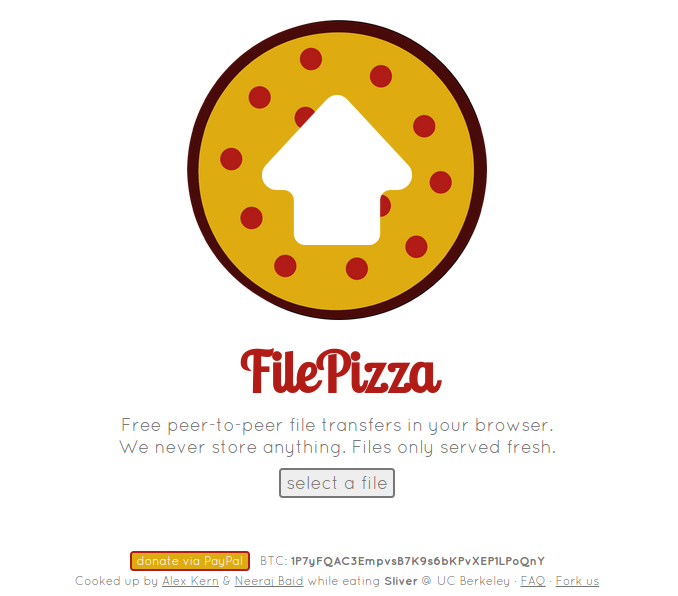 FilePizza
Free peer-to-peer file transfers in your browser.
We never store anything. Files only served fresh.
select a file
donate via PayPal BTC: 1P7yFQAC3EmpvsB7K9s6bKPvXEP1LPoQnY
Cooked up by Alex Kern & Neeraj Baid while eating Sliver @ UC Berkeley · FAQ · Fork us